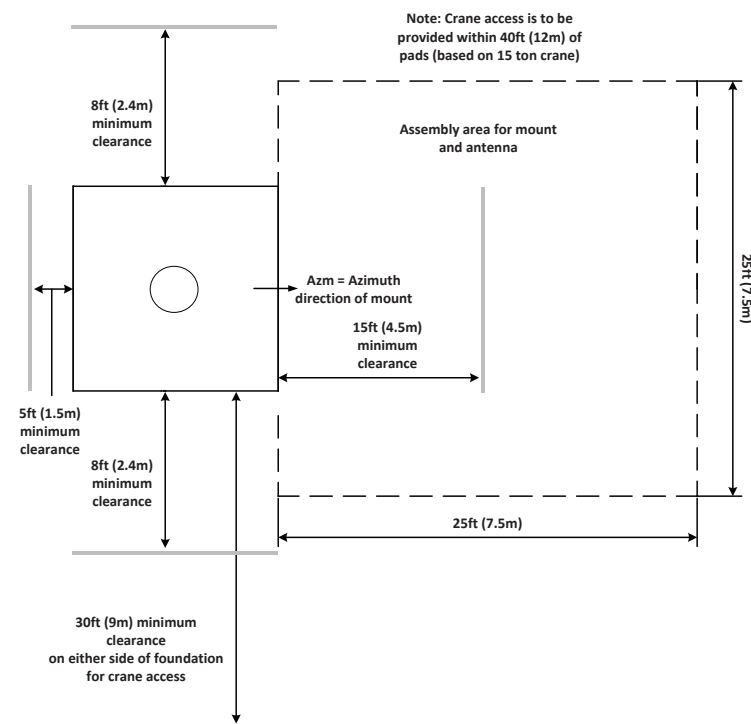 Note: Crane access is to be
provided within 40ft (12m) of
pads (based on 15 ton crane)
8ft (2.4m)
minimum
clearance
Assembly area for mount
and antenna
Azm = Azimuth
direction of mount
25ft (7.5m)
15ft (4.5m)
minimum
clearance
5ft (1.5m)
minimum
clearance
8ft (2.4m)
minimum
clearance
25ft (7.5m)
30ft (9m) minimum
clearance
on either side of foundation
for crane access